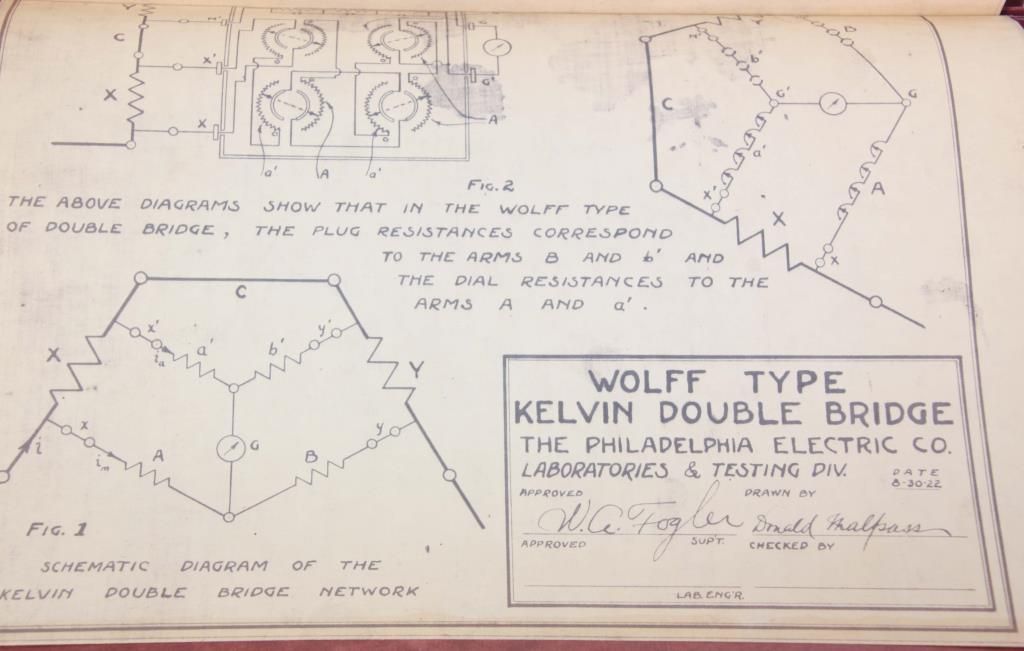 Y
C
X'
X
X
G'
A
a'
A
a'
FIG. 2
b'
C
G'
G
a'
X'
A
X
X
THE ABOVE DIAGRAMS SHOW THAT IN THE WOLFF TYPE
OF DOUBLE BRIDGE, THE PLUG RESISTANCES CORRESPOND
TO THE ARMS B AND b' AND
THE DIAL RESISTANCES TO THE
ARMS A AND a'.
C
x'
y'
X
i a
a'
b'
Y
x
y
i
i m
A
G
B
FIG. 1
SCHEMATIC DIAGRAM OF THE
KELVIN DOUBLE BRIDGE NETWORK
WOLFF TYPE
KELVIN DOUBLE BRIDGE
THE PHILADELPHIA ELECTRIC CO.
LABORATORIES & TESTING DIV.
DATE
8-30-22
APPROVED
DRAWN BY
W.C. Fogler
Donald Malpass
SUPT.
APPROVED
CHECKED BY
LAB. ENG'R.